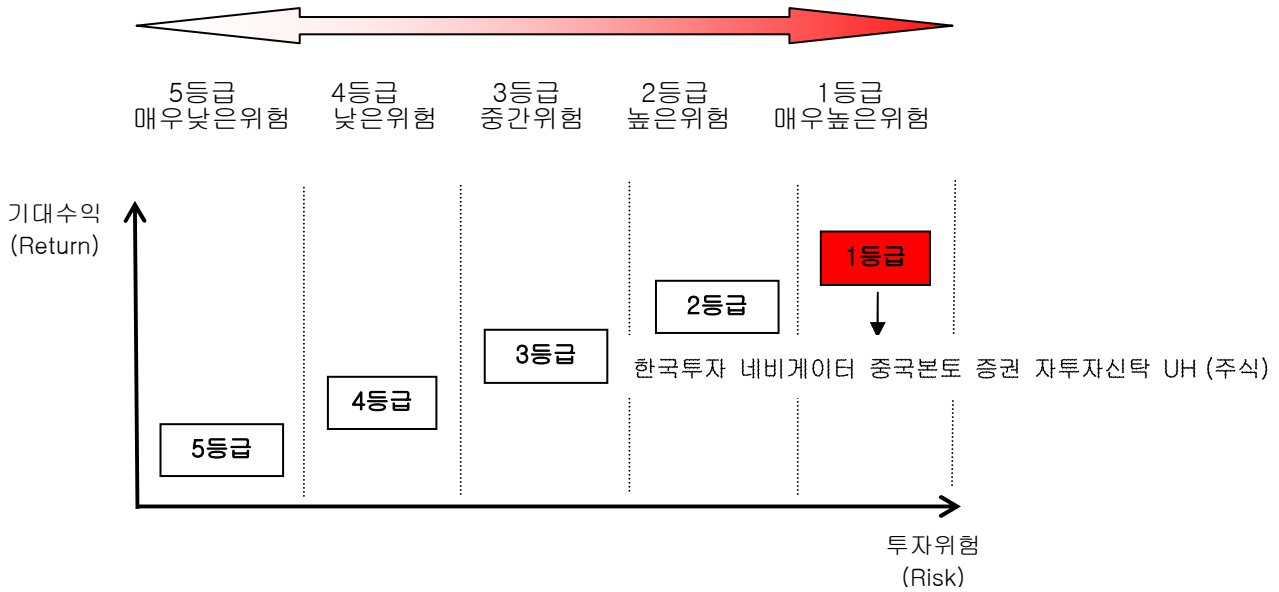 5등급 4등급 3등급 2등급 1등급
매우낮은위험 낮은위험 중간위험 높은위험 매우높은위험
기대수익
(Return)
1등급
2등급
3등급
한국투자 네비게이터 중국본토 증권 자투자신탁 UH (주식)
4등급
5등급
투자위험
(Risk)